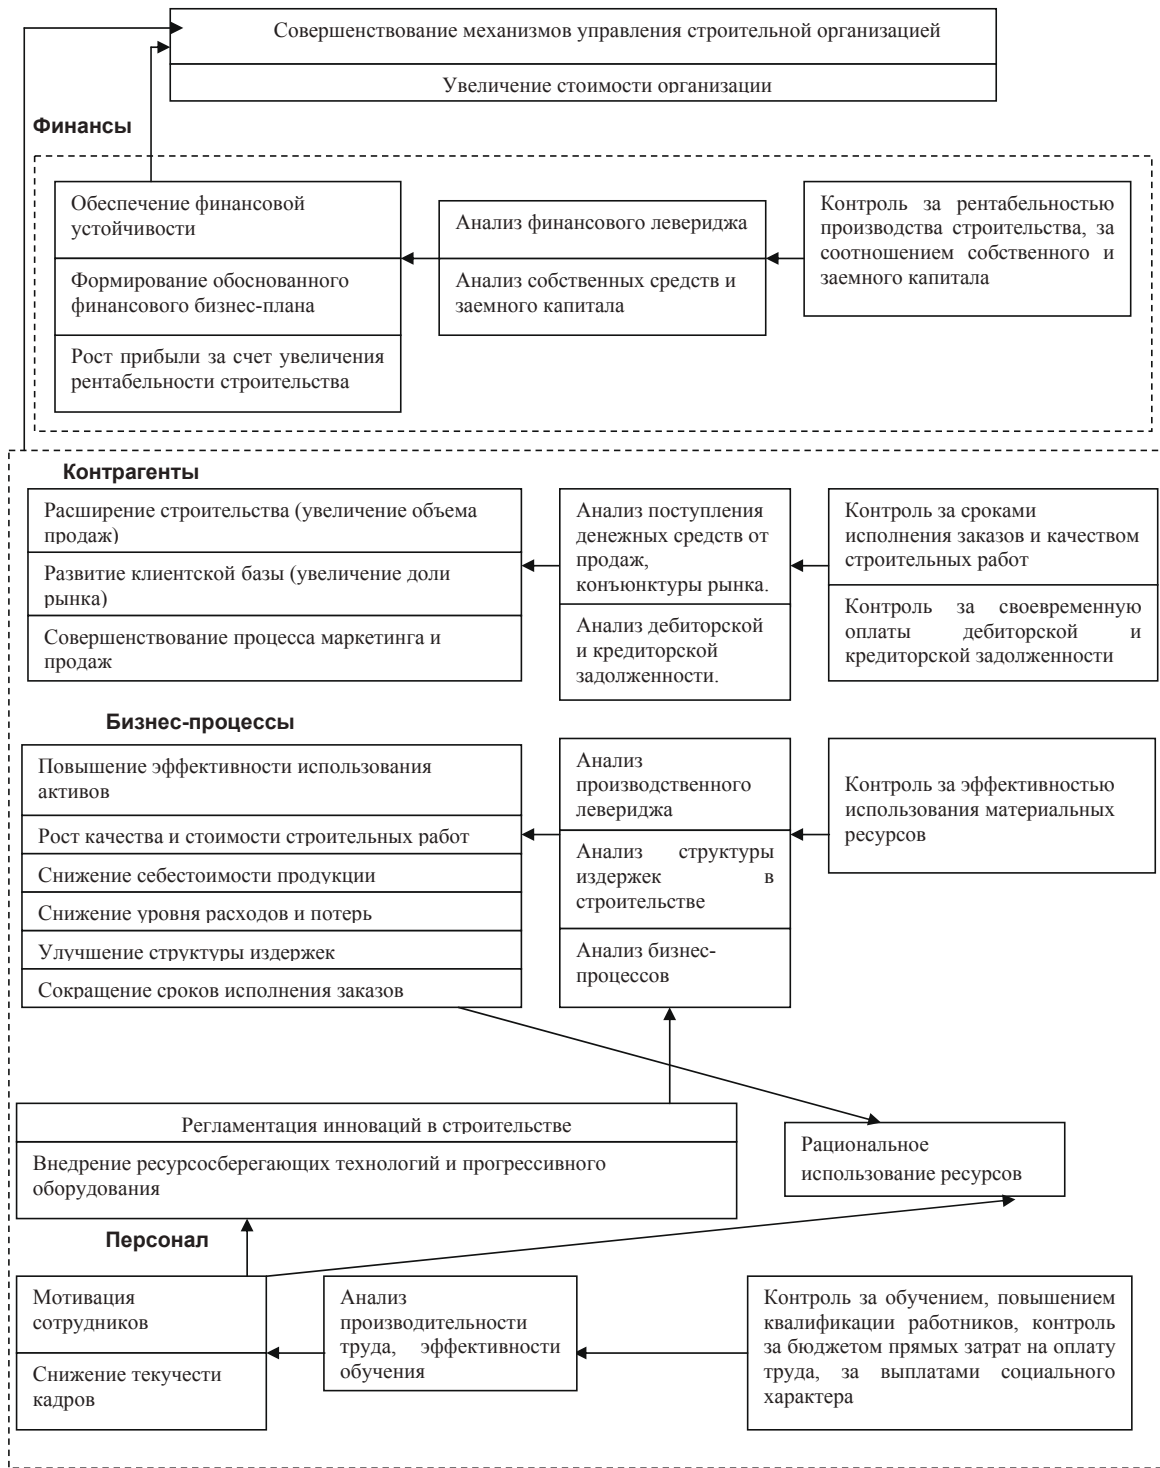 Совершенствование механизмов управления строительной организацией
Увеличение стоимости организации
Финансы
Обеспечение финансовой
устойчивости
Формирование обоснованного
финансового бизнес-плана
Рост прибыли за счет увеличения
рентабельности строительства
Анализ финансового левериджа
Анализ собственных средств и
заемного капитала
Контроль за рентабельностью
производства строительства, за
соотношением собственного и
заемного капитала
Контрагенты
Расширение строительства (увеличение объема
продаж)
Развитие клиентской базы (увеличение доли
рынка)
Совершенствование процесса маркетинга и
продаж
Анализ поступления
денежных средств от
продаж,
конъюнктуры рынка.
Анализ дебиторской
и кредиторской
задолженности.
Контроль за сроками
исполнения заказов и качеством
строительных работ
Контроль за своевременную
оплаты дебиторской и
кредиторской задолженности
Бизнес-процессы
Повышение эффективности использования
активов
Рост качества и стоимости строительных работ
Снижение себестоимости продукции
Снижение уровня расходов и потерь
Улучшение структуры издержек
Сокращение сроков исполнения заказов
Анализ
производственного
левериджа
Анализ структуры
издержек в
строительстве
Анализ бизнес-
процессов
Контроль за эффективностью
использования материальных
ресурсов
Регламентация инноваций в строительстве
Внедрение ресурсосберегающих технологий и прогрессивного
оборудования
Рациональное
использование ресурсов
Персонал
Мотивация
сотрудников
Снижение текучести
кадров
Анализ
производительности
труда, эффективности
обучения
Контроль за обучением, повышением
квалификации работников, контроль
за бюджетом прямых затрат на оплату
труда, за выплатами социального
характера